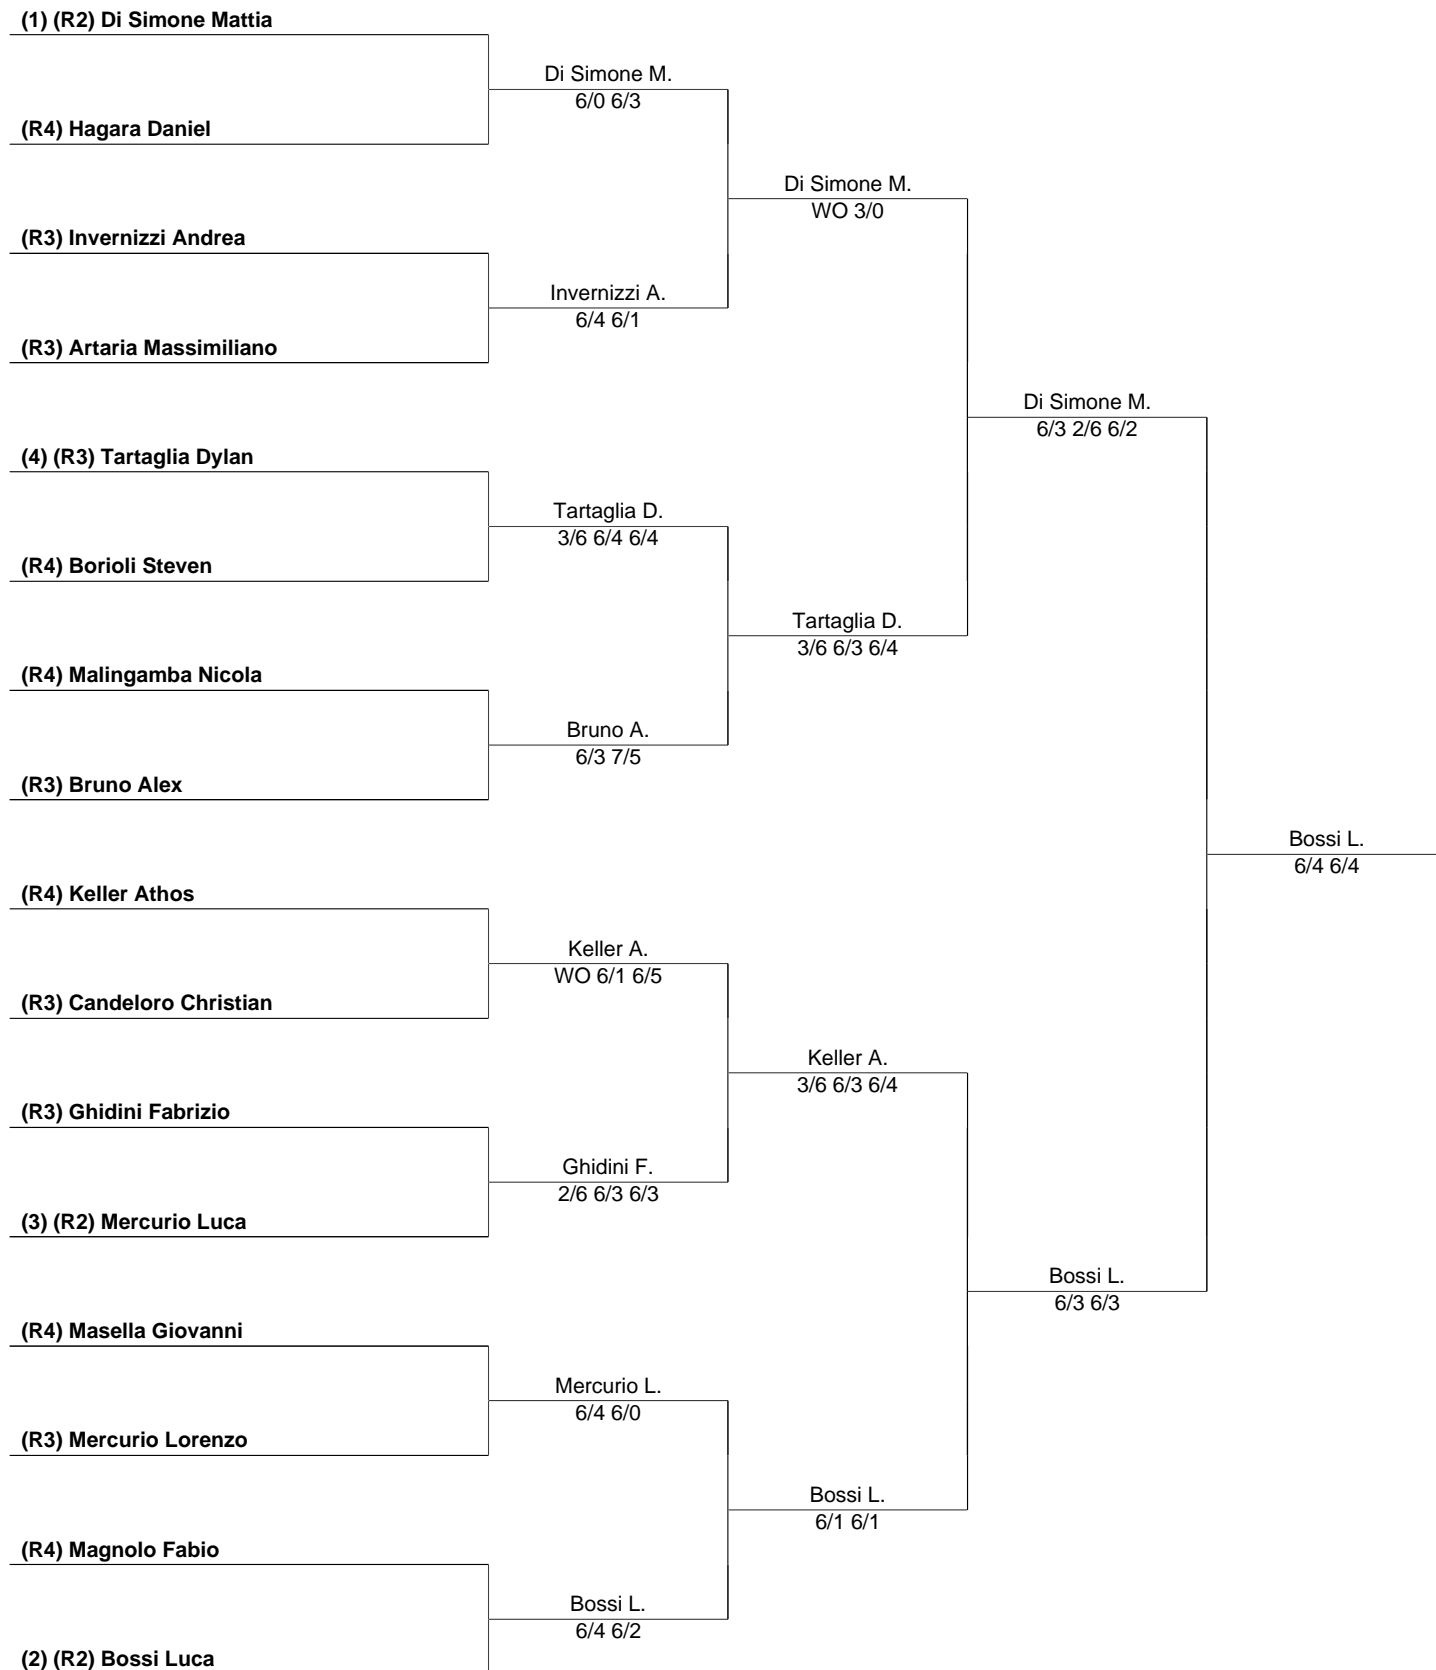 (1) (R2) Di Simone Mattia
Di Simone M.
6/0 6/3
(R4) Hagara Daniel
Di Simone M.
WO 3/0
(R3) Invernizzi Andrea
Invernizzi A.
6/4 6/1
(R3) Artaria Massimiliano
Di Simone M.
6/3 2/6 6/2
(4) (R3) Tartaglia Dylan
Tartaglia D.
3/6 6/4 6/4
(R4) Borioli Steven
Tartaglia D.
3/6 6/3 6/4
(R4) Malingamba Nicola
Bruno A.
6/3 7/5
(R3) Bruno Alex
Bossi L.
6/4 6/4
(R4) Keller Athos
Keller A.
WO 6/1 6/5
(R3) Candeloro Christian
Keller A.
3/6 6/3 6/4
(R3) Ghidini Fabrizio
Ghidini F.
2/6 6/3 6/3
(3) (R2) Mercurio Luca
Bossi L.
6/3 6/3
(R4) Masella Giovanni
Mercurio L.
6/4 6/0
(R3) Mercurio Lorenzo
Bossi L.
6/1 6/1
(R4) Magnolo Fabio
Bossi L.
6/4 6/2
(2) (R2) Bossi Luca